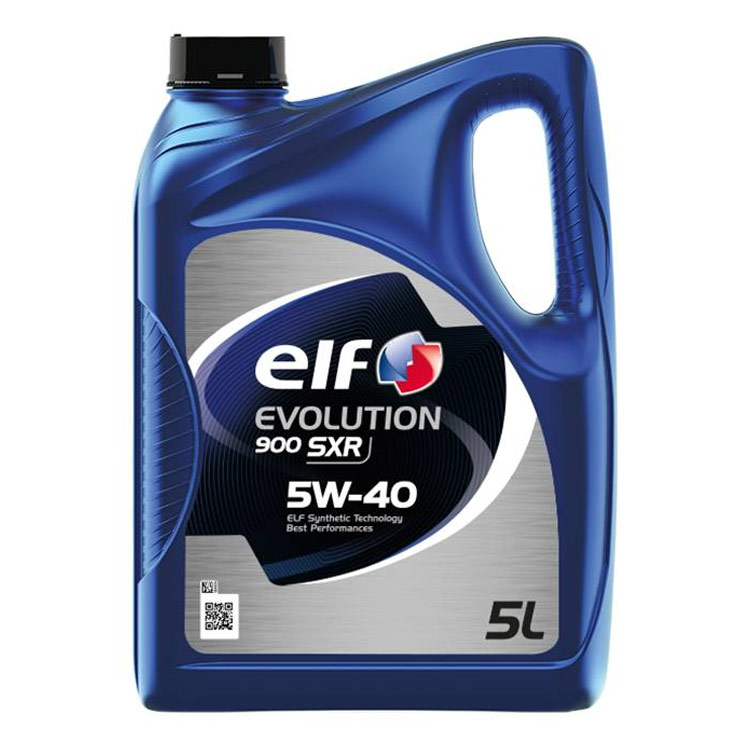 elf
EVOLUTION
900 SXR
5W-40
ELF Synthetic Technology
Best Performances
5L